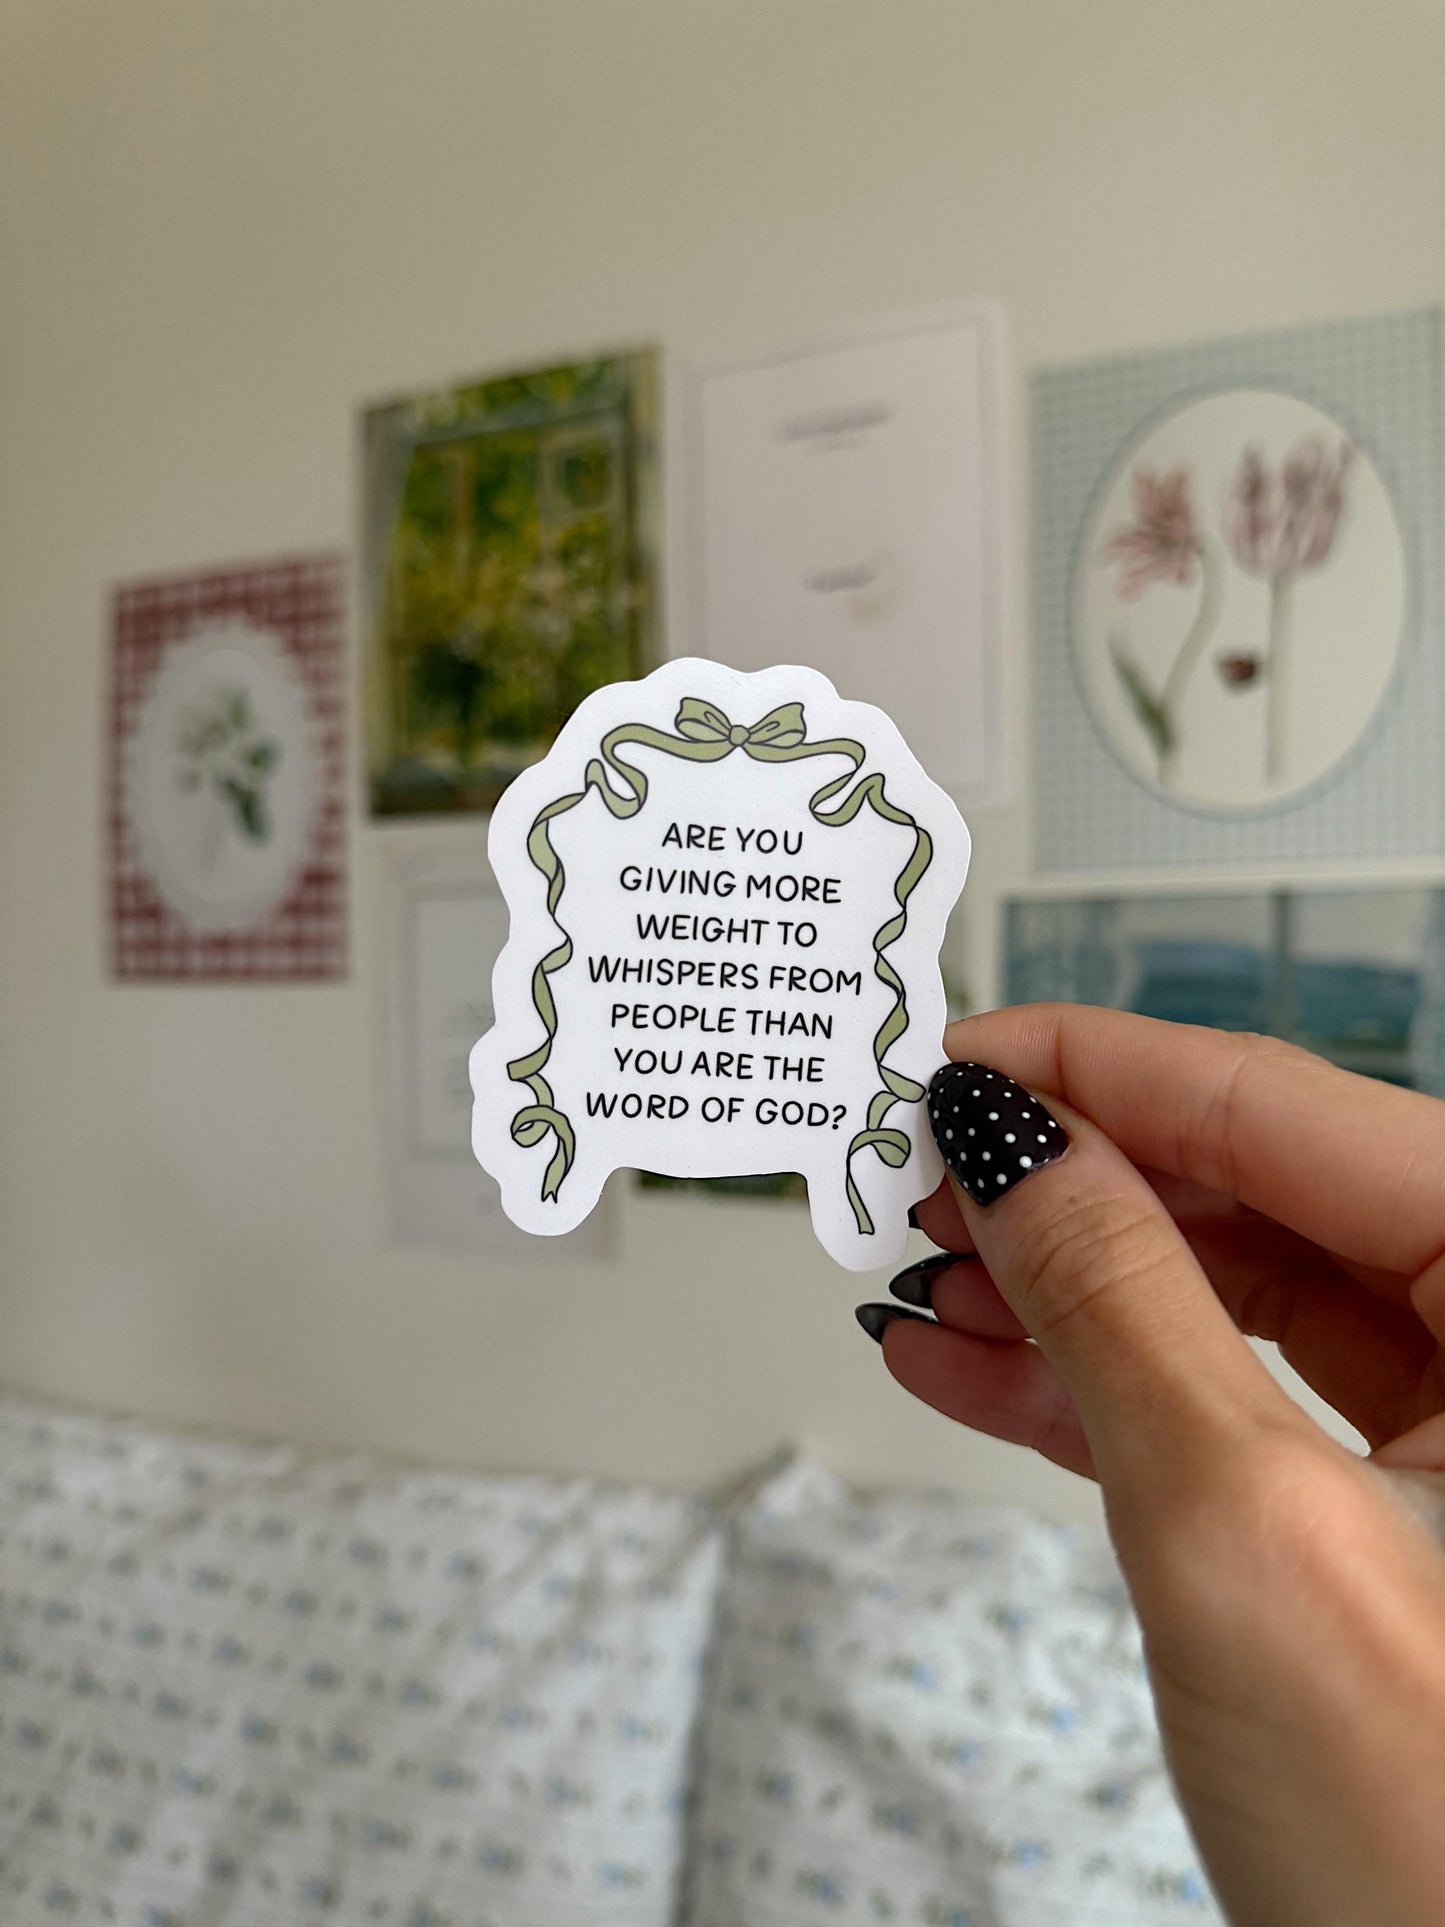 ARE YOU
GIVING MORE
WEIGHT TO
WHISPERS FROM
PEOPLE THAN
YOU ARE THE
WORD OF GOD?